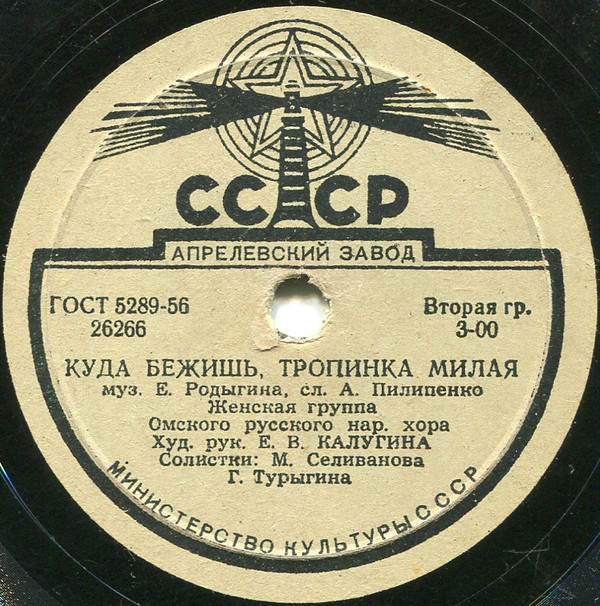 СССР
АПРЕЛЕВСКИЙ ЗАВОД
ГОСТ 5289-56
26266
Вторая гр.
3-00
КУДА БЕЖИШЬ, ТРОПИНКА МИЛАЯ
муз. Е. Родыгина, сл. А. Пилипенко
Женская группа
Омского русского нар. хора
Худ. рук. Е. В. КАЛУГИНА
Солистки: М. Селиванова
Г. Турыгина
МИНИСТЕРСТВО КУЛЬТУРЫ СССР